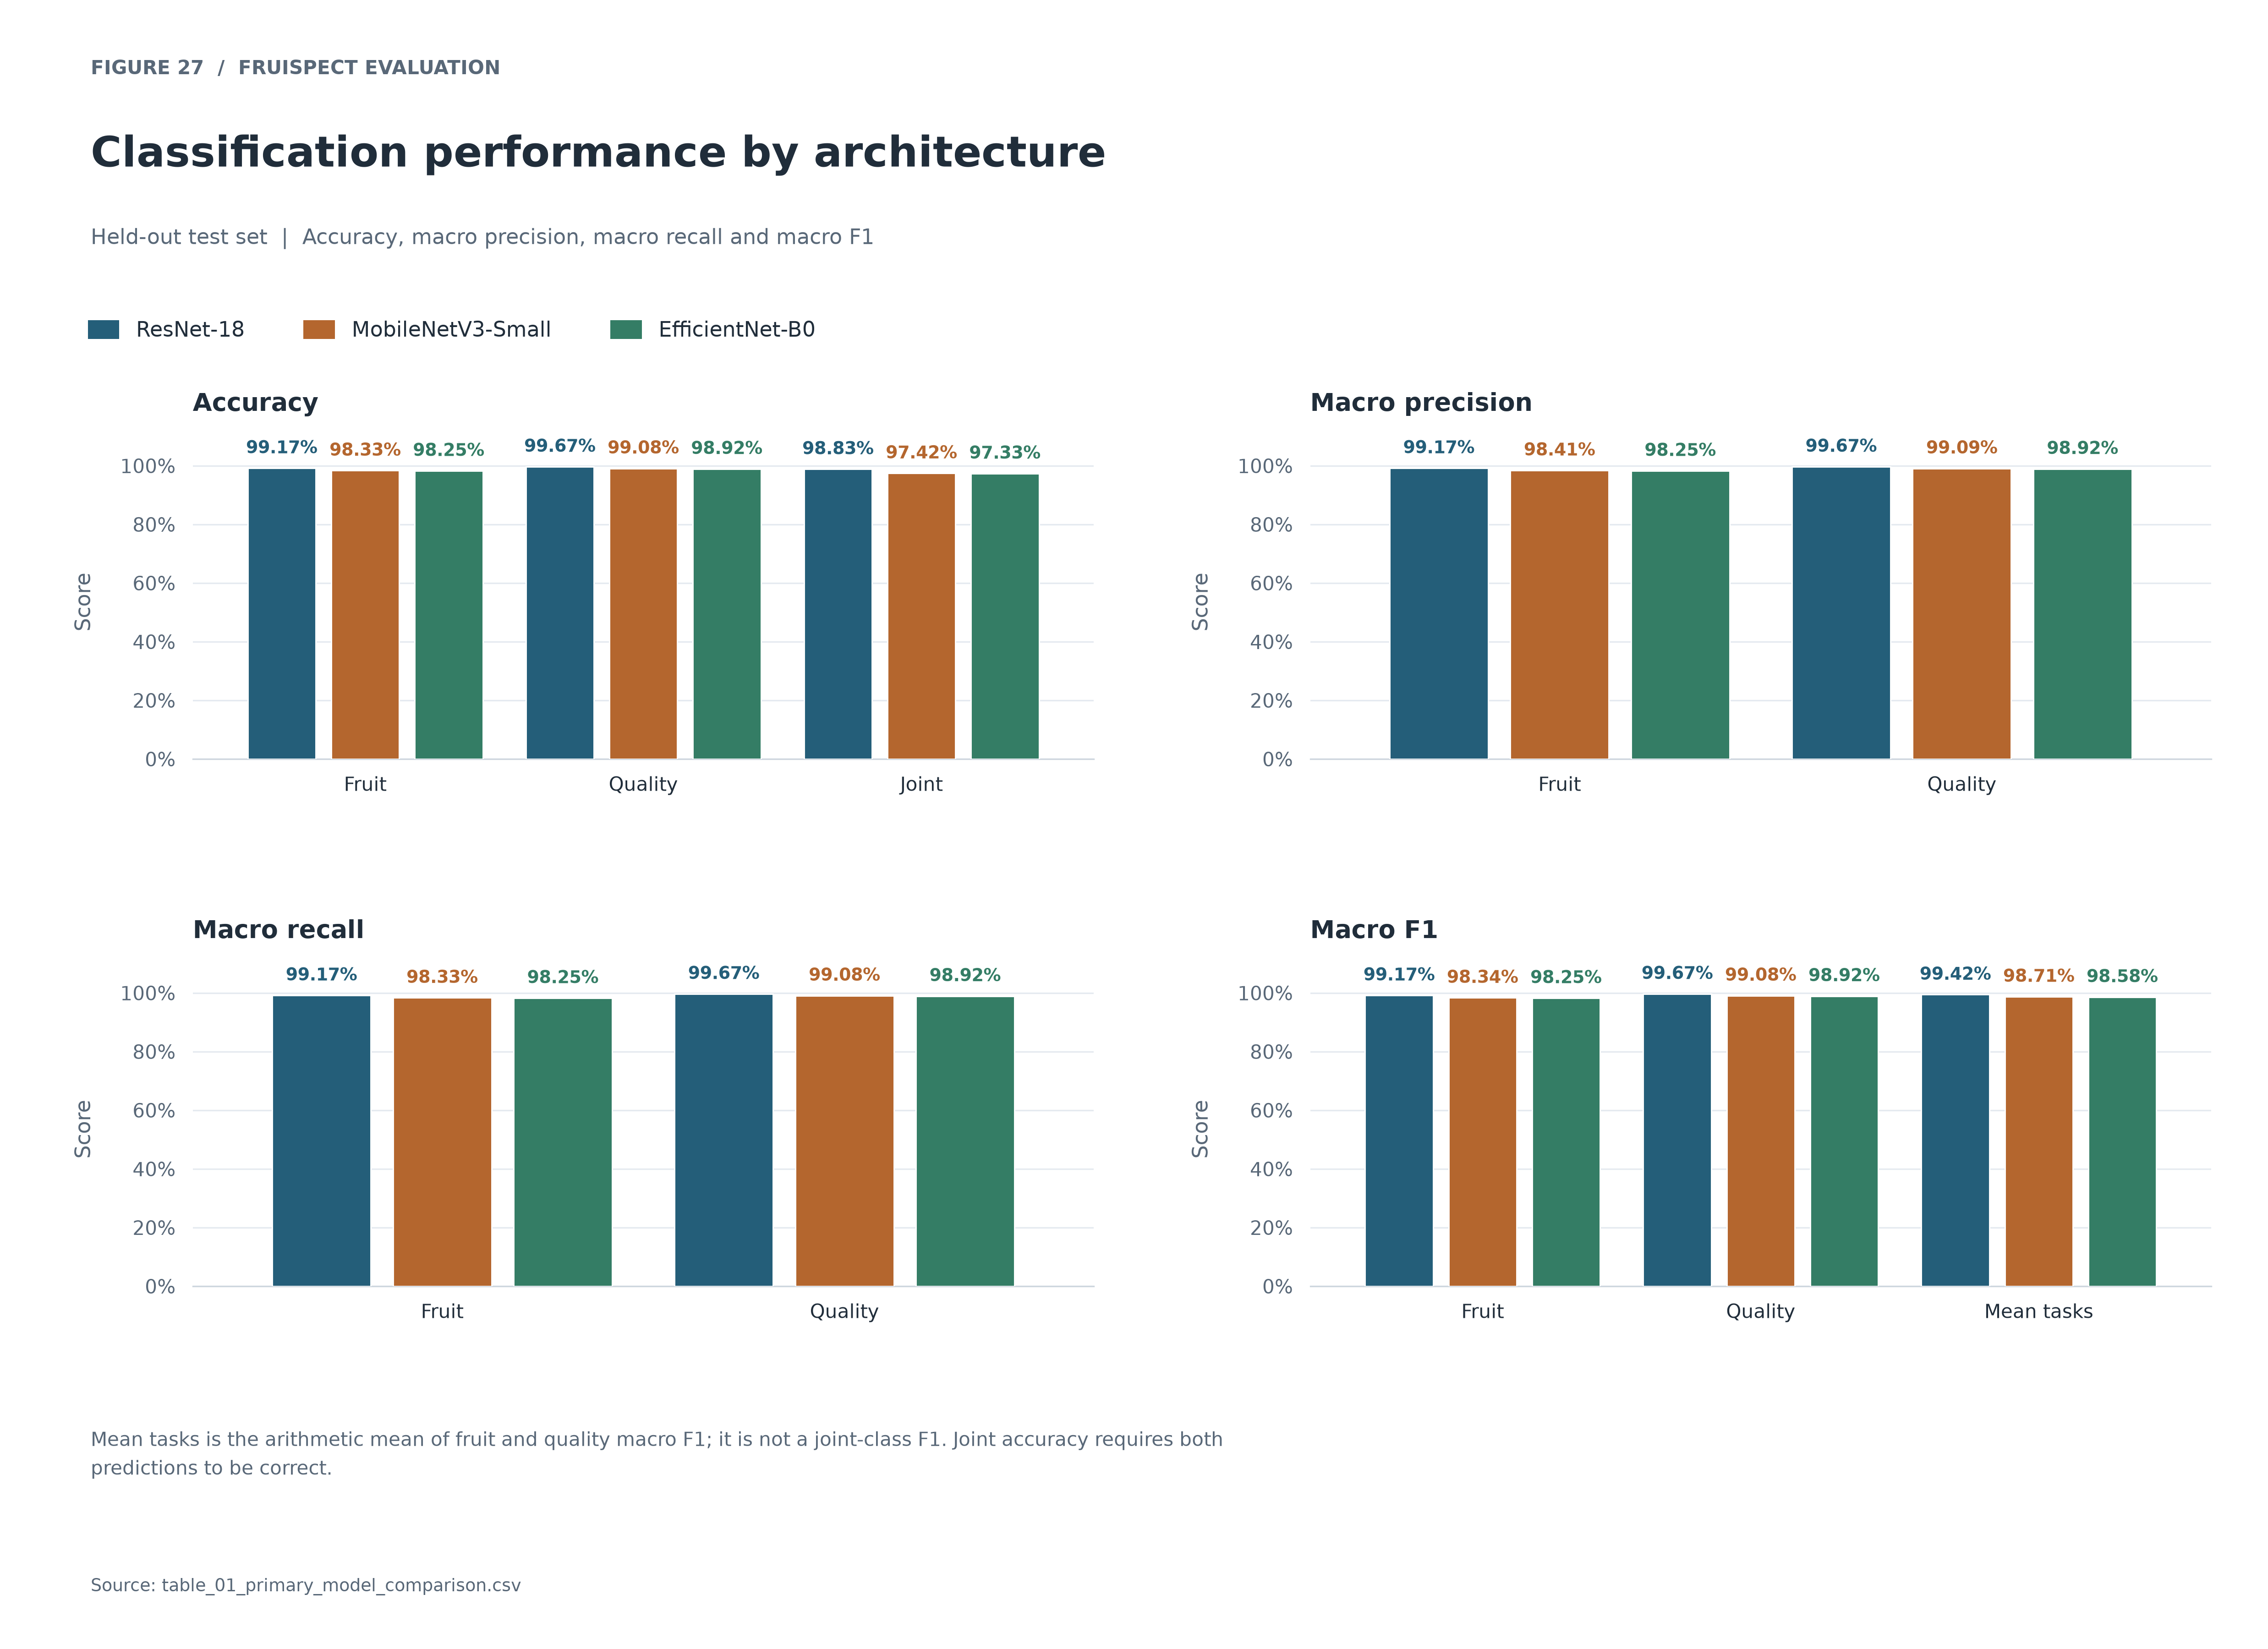 FIGURE 27 / FRUISPECT EVALUATION
Classification performance by architecture
Held-out test set | Accuracy, macro precision, macro recall and macro F1
ResNet-18 MobileNetV3-Small EfficientNet-B0
Accuracy
99.17% 98.33% 98.25% 99.67% 99.08% 98.92% 98.83% 97.42% 97.33%
100%
80%
60%
40%
20%
0%
Score
Fruit Quality Joint
Macro precision
99.17% 98.41% 98.25% 99.67% 99.09% 98.92%
100%
80%
60%
40%
20%
0%
Score
Fruit Quality
Macro recall
99.17% 98.33% 98.25% 99.67% 99.08% 98.92%
100%
80%
60%
40%
20%
0%
Score
Fruit Quality
Macro F1
99.17% 98.34% 98.25% 99.67% 99.08% 98.92% 99.42% 98.71% 98.58%
100%
80%
60%
40%
20%
0%
Score
Fruit Quality Mean tasks
Mean tasks is the arithmetic mean of fruit and quality macro F1; it is not a joint-class F1. Joint accuracy requires both
predictions to be correct.
Source: table_01_primary_model_comparison.csv